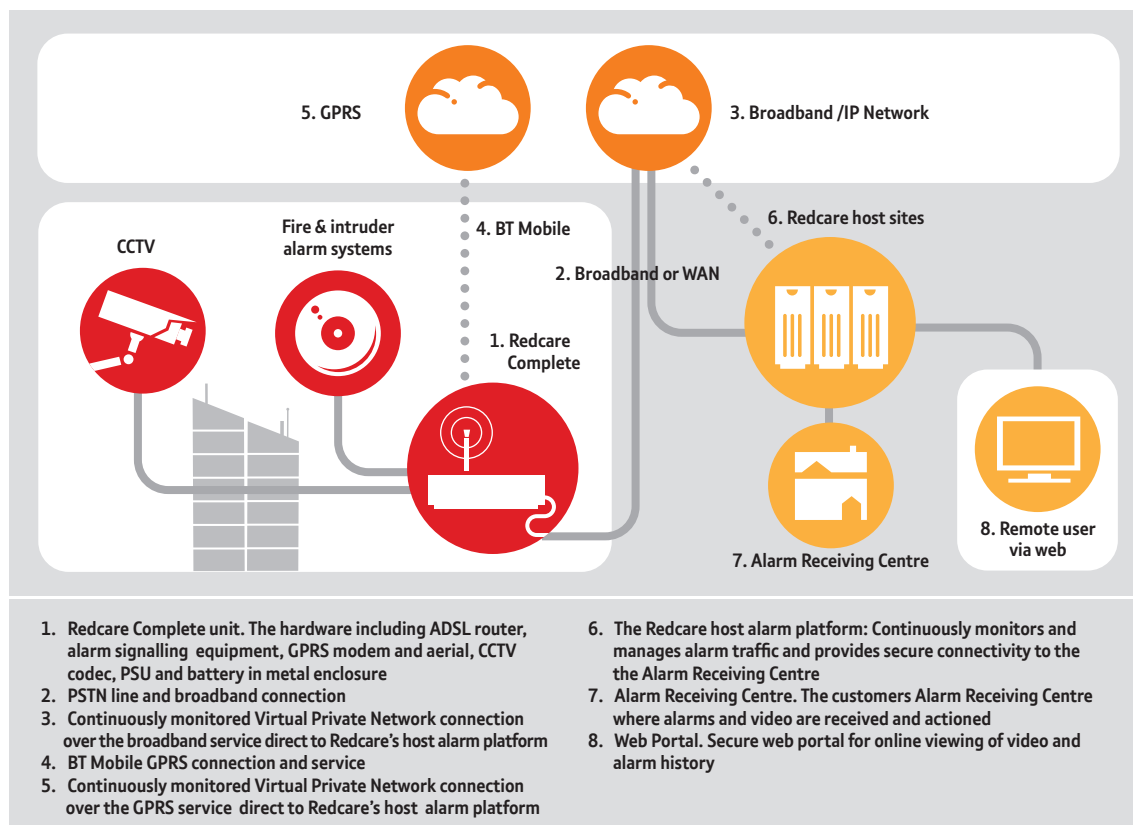 5. GPRS
3. Broadband /IP Network
CCTV
Fire & intruder
alarm systems
4. BT Mobile
6. Redcare host sites
2. Broadband or WAN
1. Redcare
Complete
7. Alarm Receiving Centre
8. Remote user
via web
1. Redcare Complete unit. The hardware including ADSL router,
alarm signalling equipment, GPRS modem and aerial, CCTV
codec, PSU and battery in metal enclosure
2. PSTN line and broadband connection
3. Continuously monitored Virtual Private Network connection
over the broadband service direct to Redcare's host alarm platform
4. BT Mobile GPRS connection and service
5. Continuously monitored Virtual Private Network connection
over the GPRS service direct to Redcare's host alarm platform
6. The Redcare host alarm platform: Continuously monitors and
manages alarm traffic and provides secure connectivity to the
the Alarm Receiving Centre
7. Alarm Receiving Centre. The customers Alarm Receiving Centre
where alarms and video are received and actioned
8. Web Portal. Secure web portal for online viewing of video and
alarm history